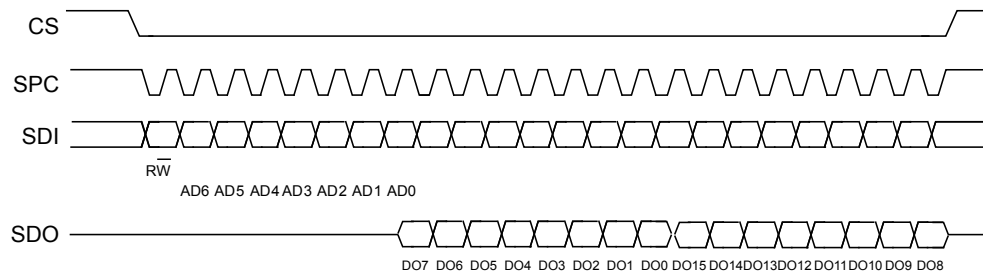 CS
SPC
SDI
RW
AD6 AD5 AD4 AD3 AD2 AD1 AD0
SDO
DO7 DO6 DO5 DO4 DO3 DO2 DO1 DO0 DO15 DO14 DO13 DO12 DO11 DO10 DO9 DO8